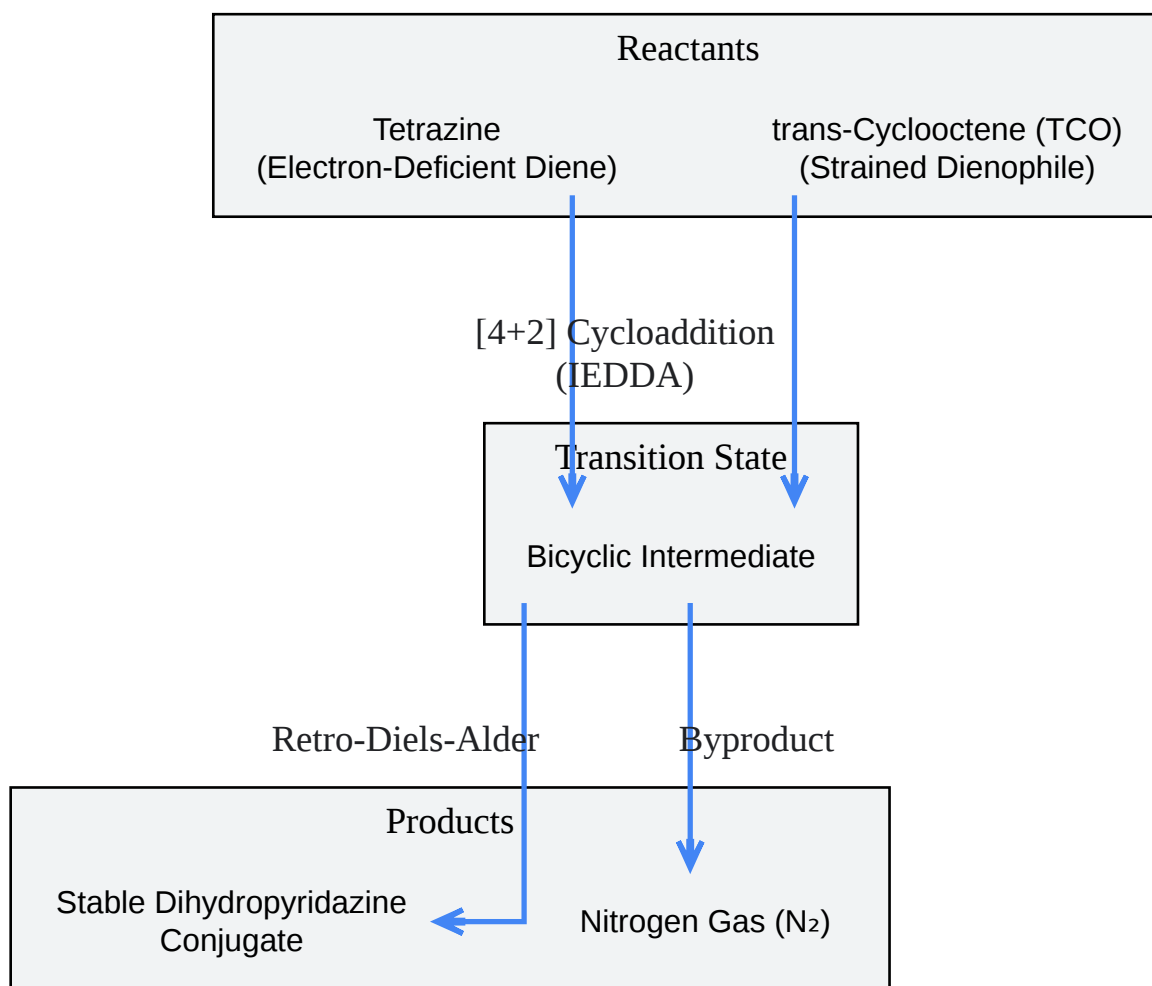 Reactants
Tetrazine
(Electron-Deficient Diene)
trans-Cyclooctene (TCO)
(Strained Dienophile)
[4+2] Cycloaddition
(IEDDA)
Transition State
Bicyclic Intermediate
Retro-Diels-Alder
Byproduct
Products
Stable Dihydropyridazine
Conjugate
Nitrogen Gas (N₂)